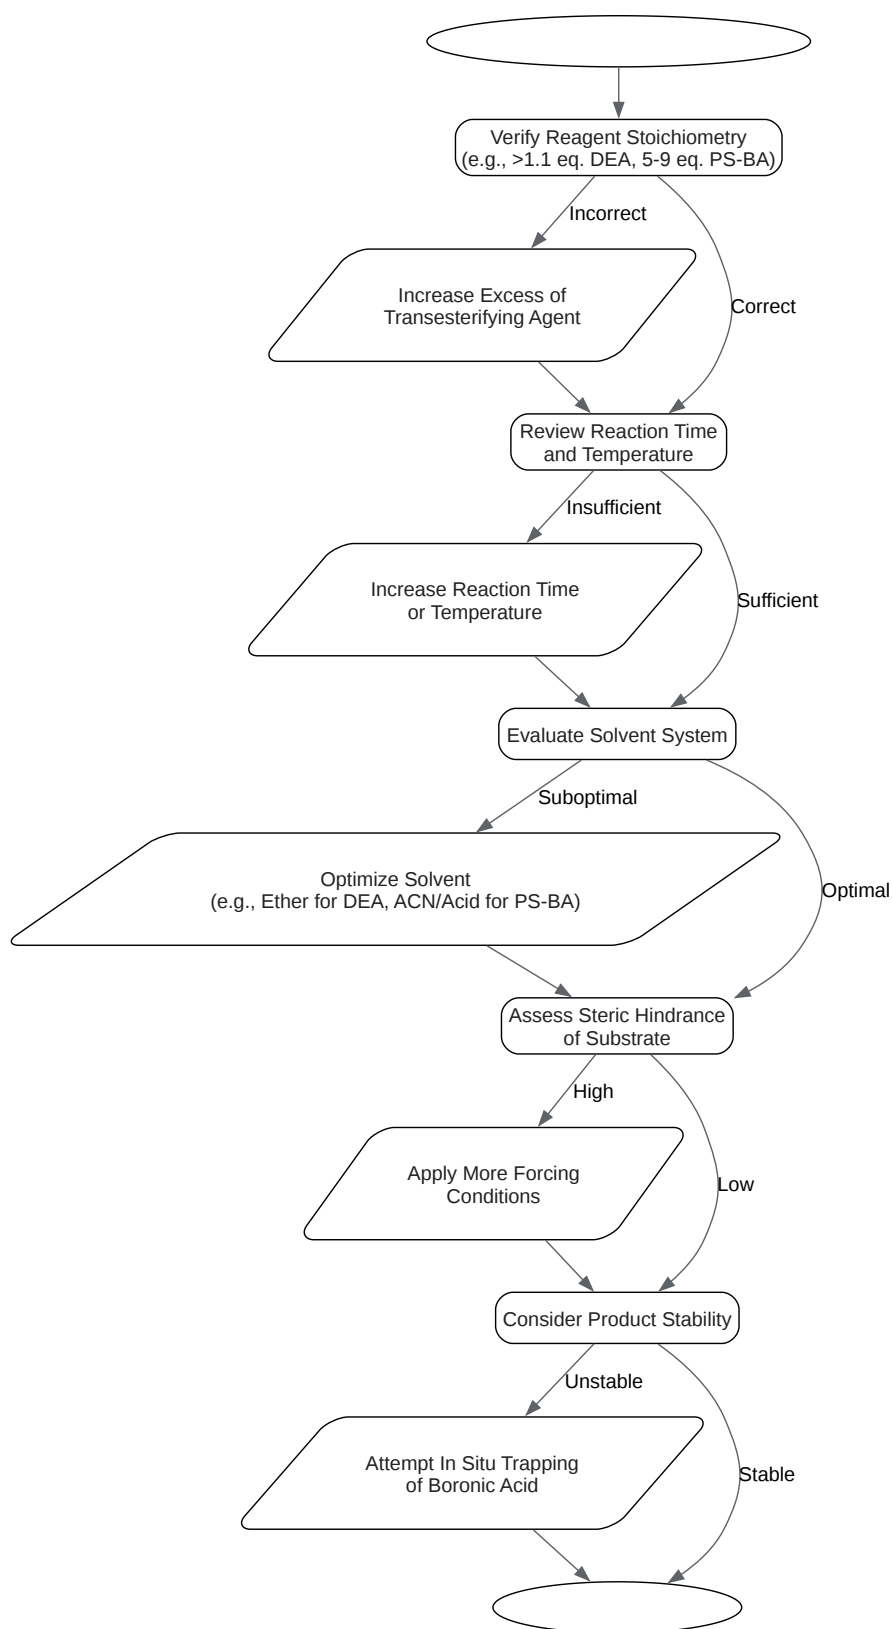 Verify Reagent Stoichiometry
(e.g., >1.1 eq. DEA, 5-9 eq. PS-BA)
Incorrect
Increase Excess of
Transesterifying Agent
Correct
Review Reaction Time
and Temperature
Insufficient
Increase Reaction Time
or Temperature
Sufficient
Evaluate Solvent System
Suboptimal
Optimize Solvent
(e.g., Ether for DEA, ACN/Acid for PS-BA)
Optimal
Assess Steric Hindrance
of Substrate
High
Apply More Forcing
Conditions
Low
Consider Product Stability
Unstable
Attempt In Situ Trapping
of Boronic Acid
Stable